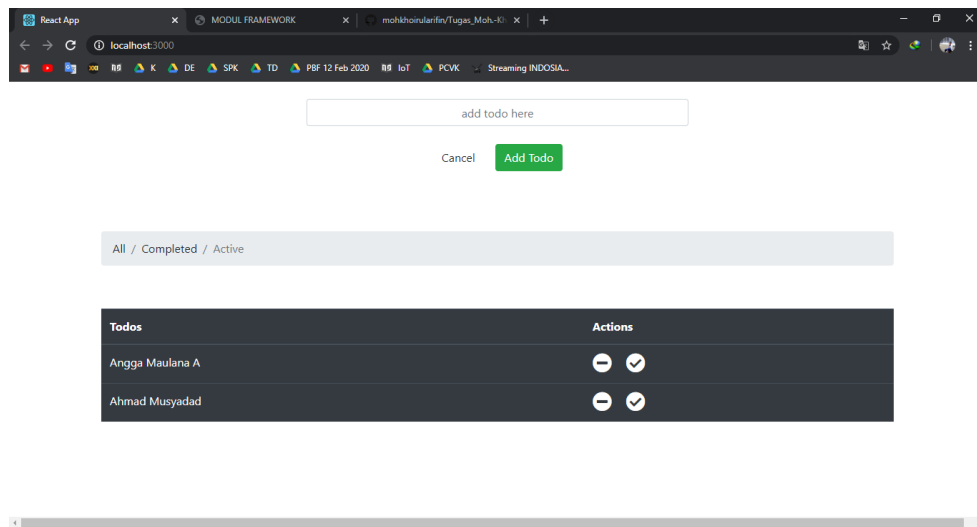 React App
MODUL FRAMEWORK
mohkhoirularifin/Tugas_Moh.-Kh
localhost:3000
K DE SPK TD PBF 12 Feb 2020 IoT PCVK Streaming INDOSIA...
add todo here
Cancel Add Todo
All / Completed / Active
Todos Actions
Angga Maulana A
Ahmad Musyadad